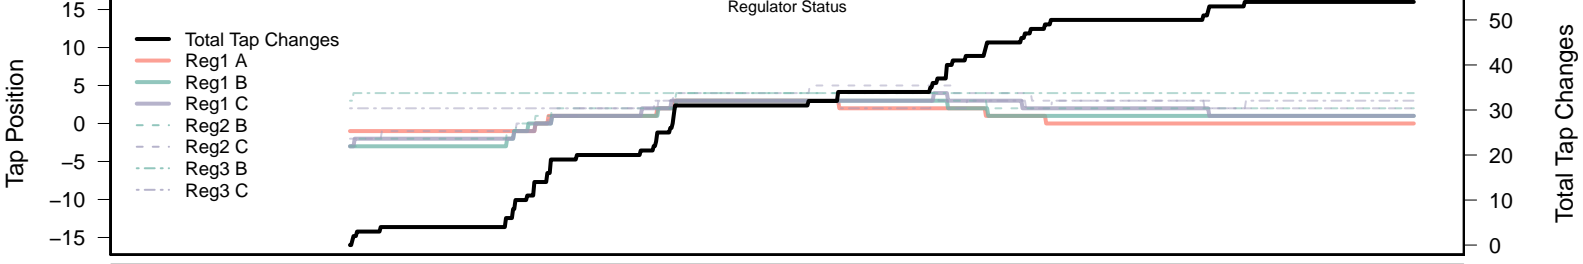 Regulator Status
Tap Position
15
10
5
0
−5
−10
−15
Total Tap Changes
Reg1 A
Reg1 B
Reg1 C
Reg2 B
Reg2 C
Reg3 B
Reg3 C
50
40
30
20
10
0
Total Tap Changes